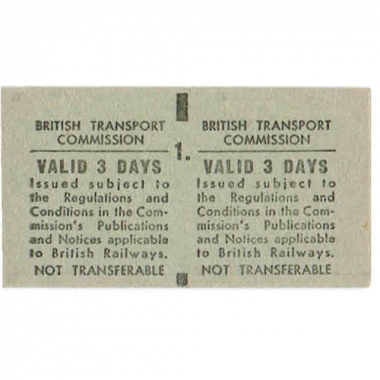 BRITISH TRANSPORT
COMMISSION
VALID 3 DAYS
Issued subject to
the Regulations and
Conditions in the Com-
mission's Publications
and Notices applicable
to British Railways.
NOT TRANSFERABLE
1.
BRITISH TRANSPORT
COMMISSION
VALID 3 DAYS
Issued subject to
the Regulations and
Conditions in the Com-
mission's Publications
and Notices applicable
to British Railways.
NOT TRANSFERABLE